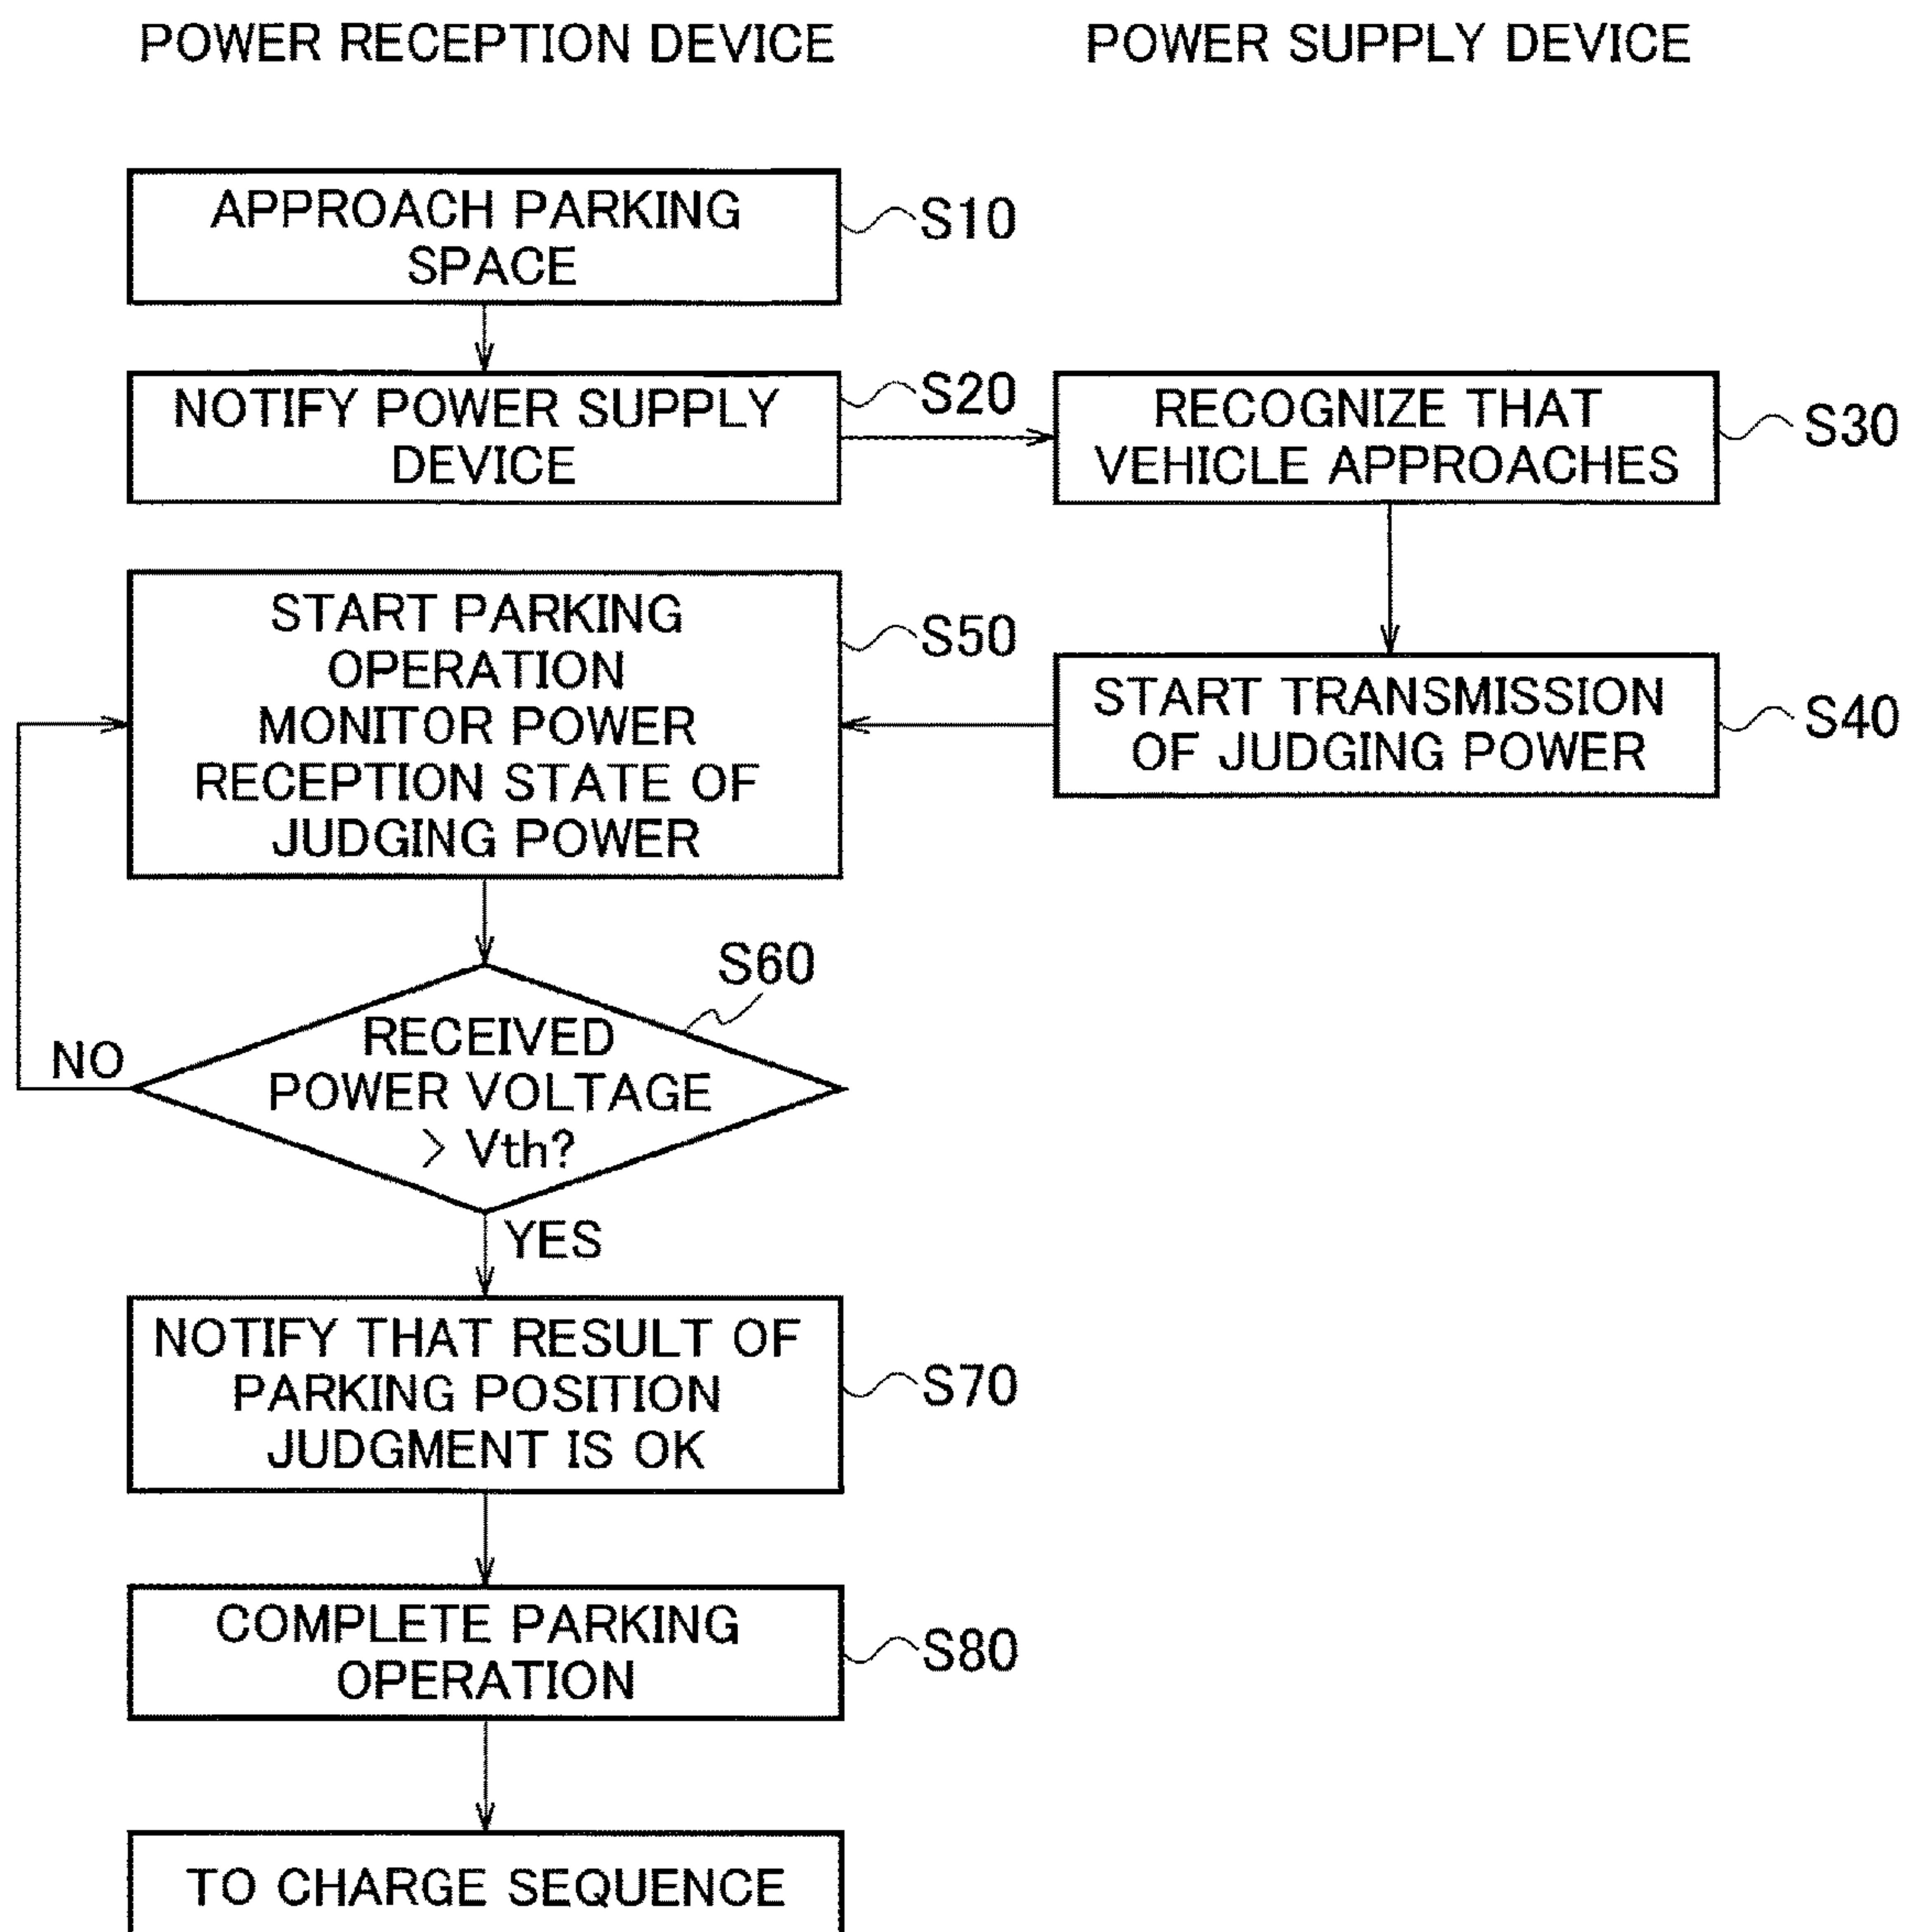 POWER RECEPTION DEVICE
POWER SUPPLY DEVICE
APPROACH PARKING
SPACE
S10
NOTIFY POWER SUPPLY
DEVICE
S20
RECOGNIZE THAT
VEHICLE APPROACHES
S30
START PARKING
OPERATION
MONITOR POWER
RECEPTION STATE OF
JUDGING POWER
S50
START TRANSMISSION
OF JUDGING POWER
S40
S60
RECEIVED
POWER VOLTAGE
> Vth?
NO
YES
NOTIFY THAT RESULT OF
PARKING POSITION
JUDGMENT IS OK
S70
COMPLETE PARKING
OPERATION
S80
TO CHARGE SEQUENCE